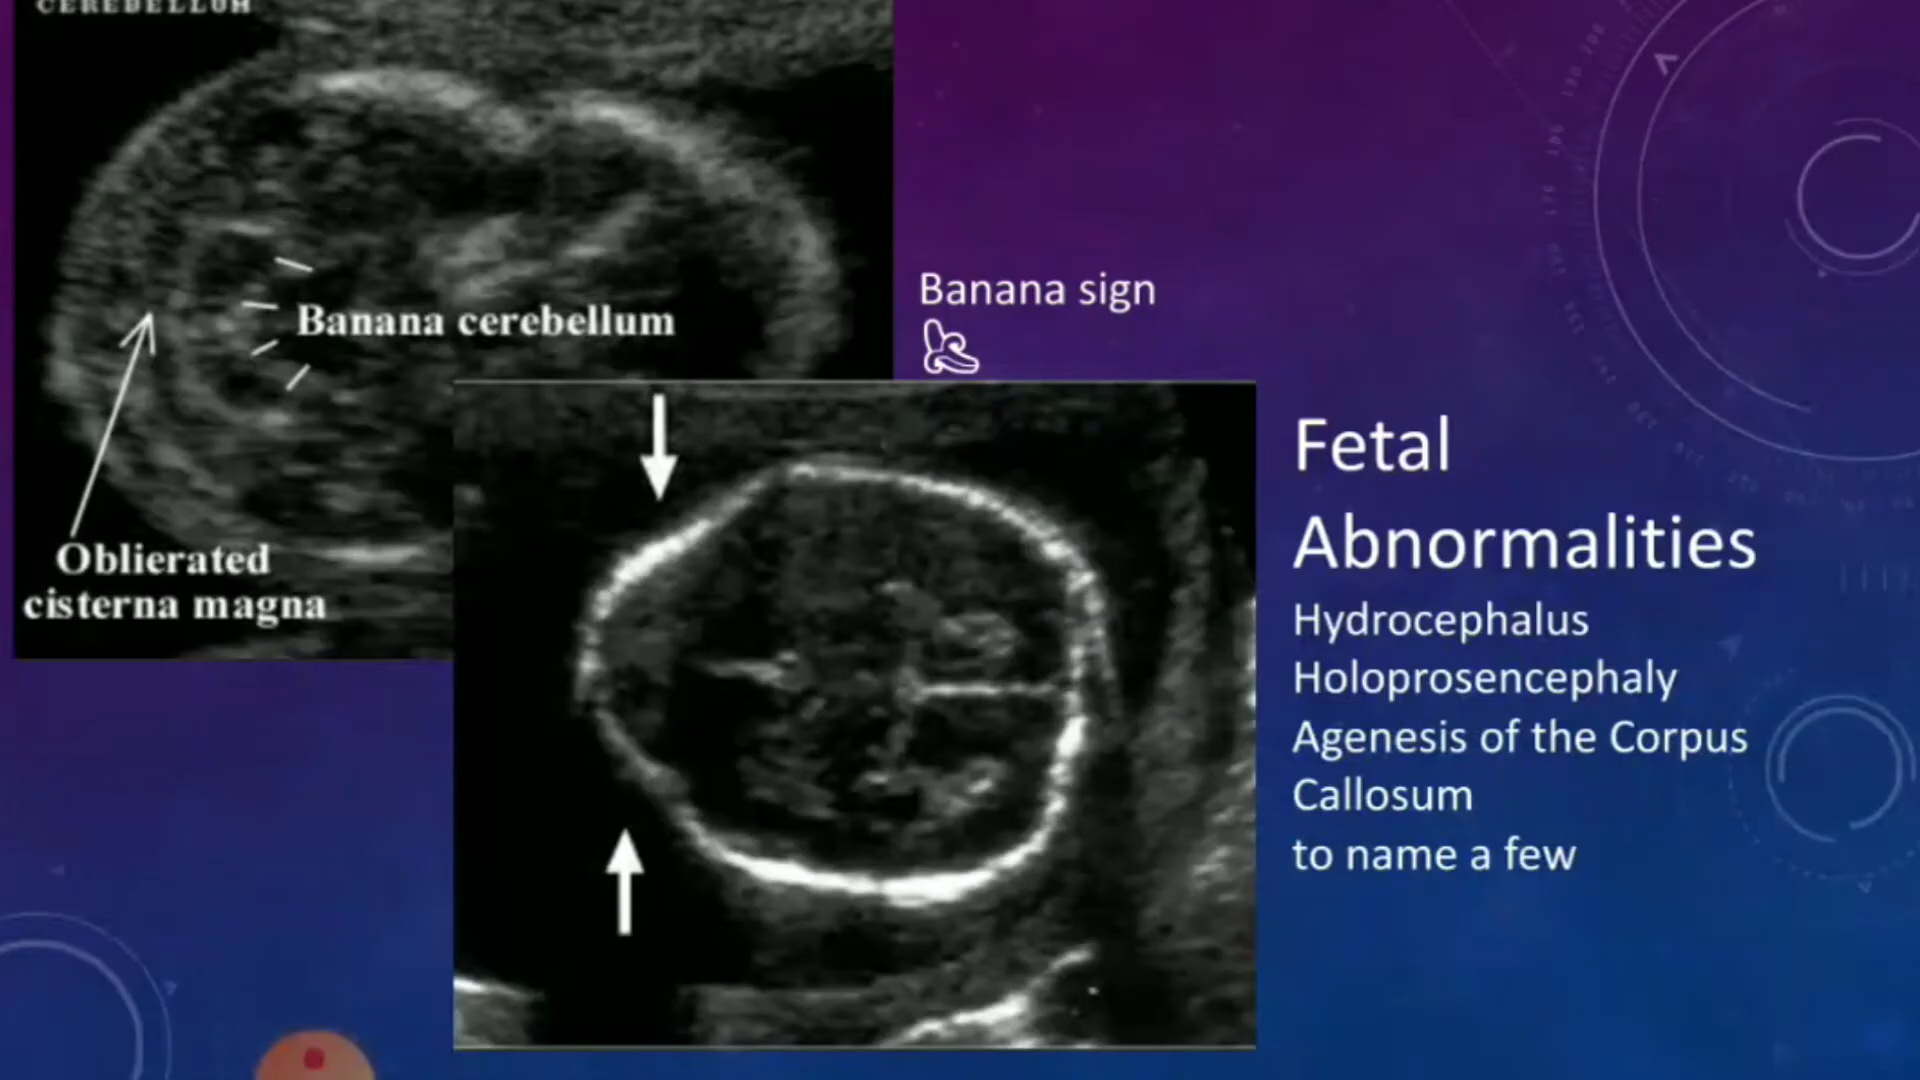 CEREBELLUM
Banana cerebellum
Oblierated
cisterna magna
Banana sign
Fetal
Abnormalities
Hydrocephalus
Holoprosencephaly
Agenesis of the Corpus
Callosum
to name a few